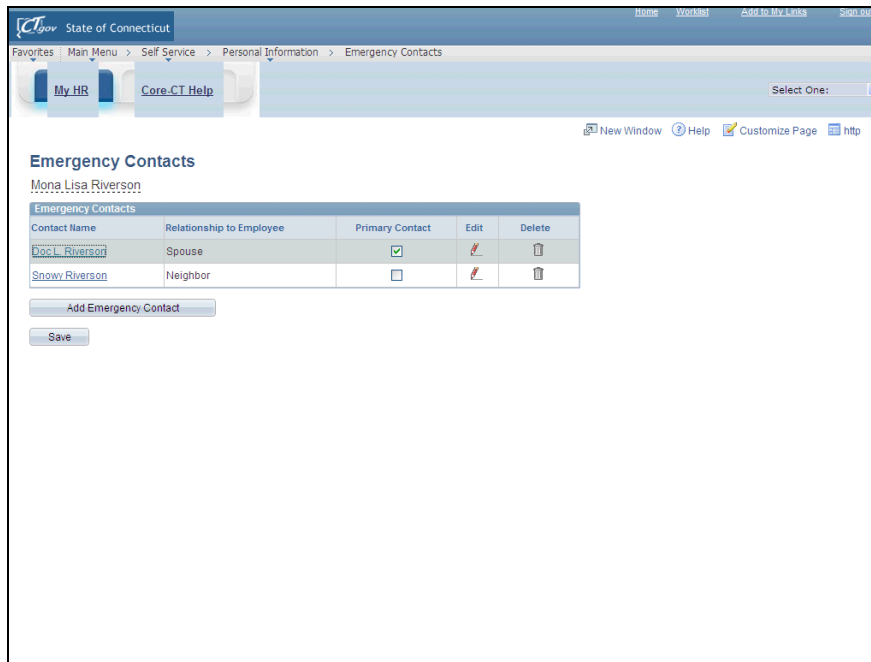 Home Worklist Add to My Links Sign ou
CT.gov State of Connecticut
Favorites Main Menu > Self Service > Personal Information > Emergency Contacts
My HR Core-CT Help Select One:
New Window Help Customize Page http
Emergency Contacts
Mona Lisa Riverson
Emergency Contacts
Contact Name Relationship to Employee Primary Contact Edit Delete
Doc L. Riverson Spouse
Snowy Riverson Neighbor
Add Emergency Contact
Save